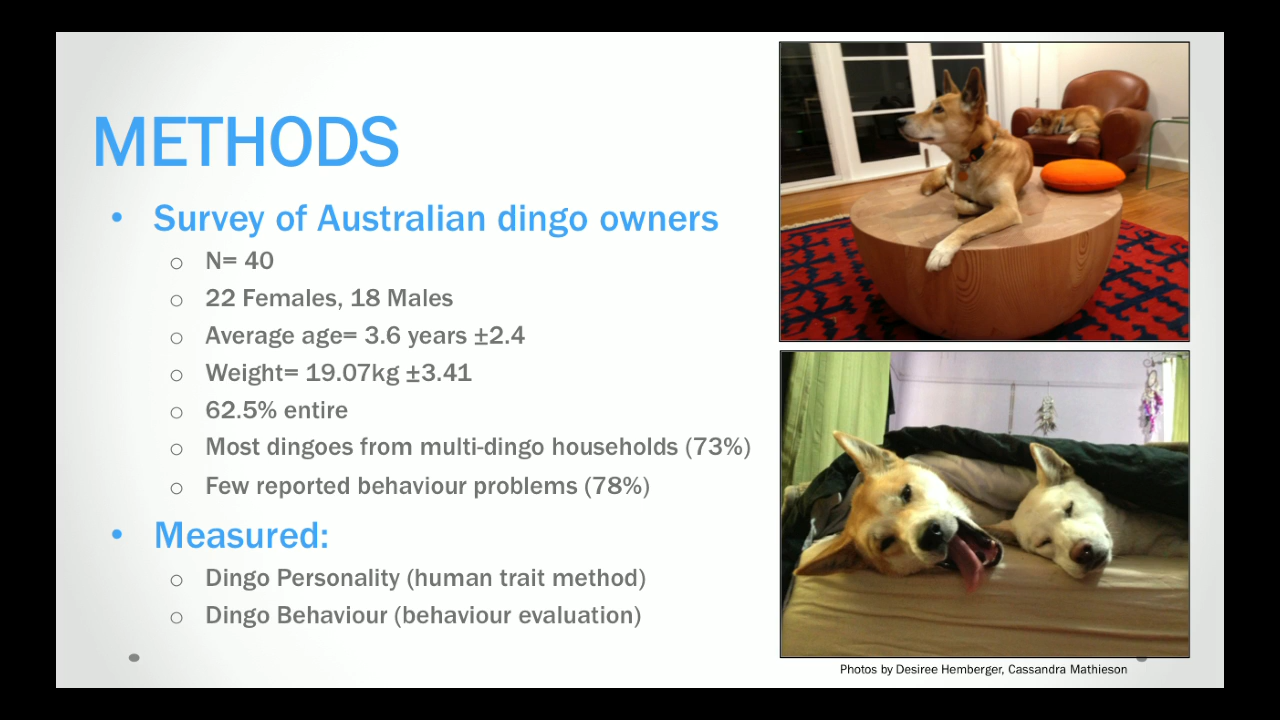 METHODS
• Survey of Australian dingo owners
o N= 40
o 22 Females, 18 Males
o Average age= 3.6 years ±2.4
o Weight= 19.07kg ±3.41
o 62.5% entire
o Most dingoes from multi-dingo households (73%)
o Few reported behaviour problems (78%)
• Measured:
o Dingo Personality (human trait method)
o Dingo Behaviour (behaviour evaluation)
Photos by Desiree Hemberger, Cassandra Mathieson